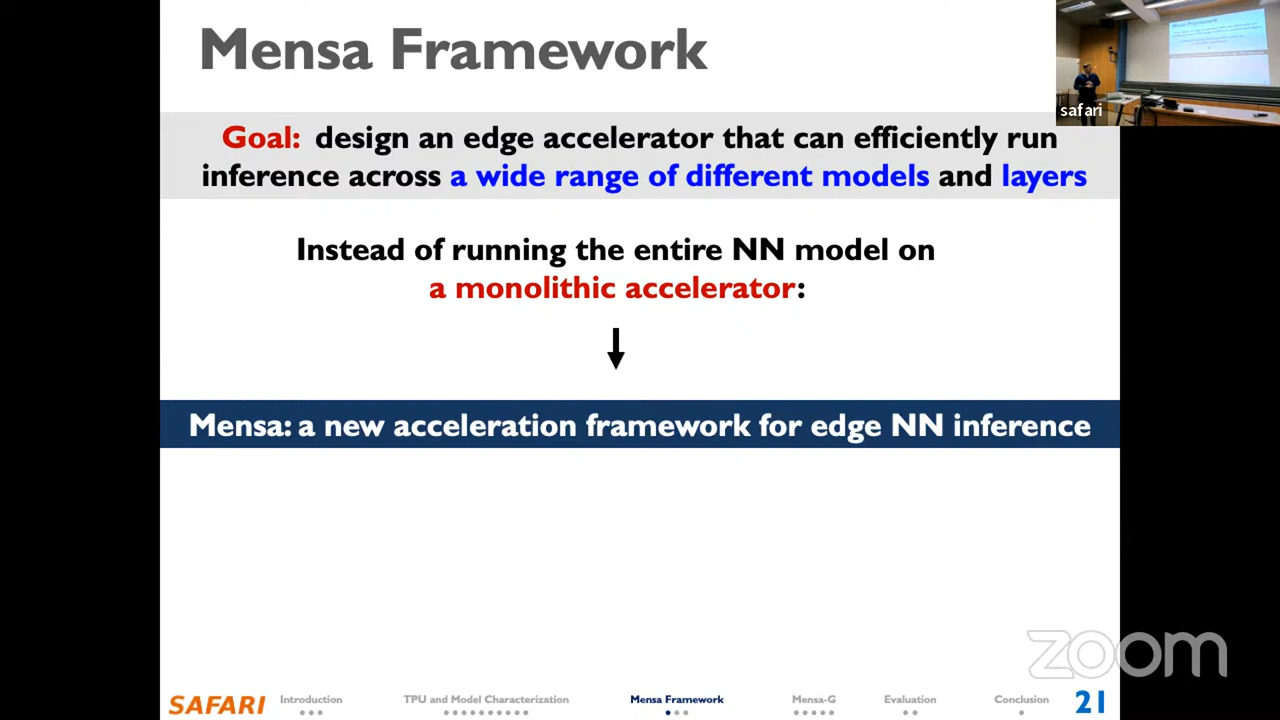 Mensa Framework
Goal: design an edge accelerator that can efficiently run
inference across a wide range of different models and layers
Instead of running the entire NN model on
a monolithic accelerator:
Mensa: a new acceleration framework for edge NN inference
safari
zoom
SAFARI
Introduction
TPU and Model Characterization
Mensa Framework
Mensa-G
Evaluation
Conclusion
21